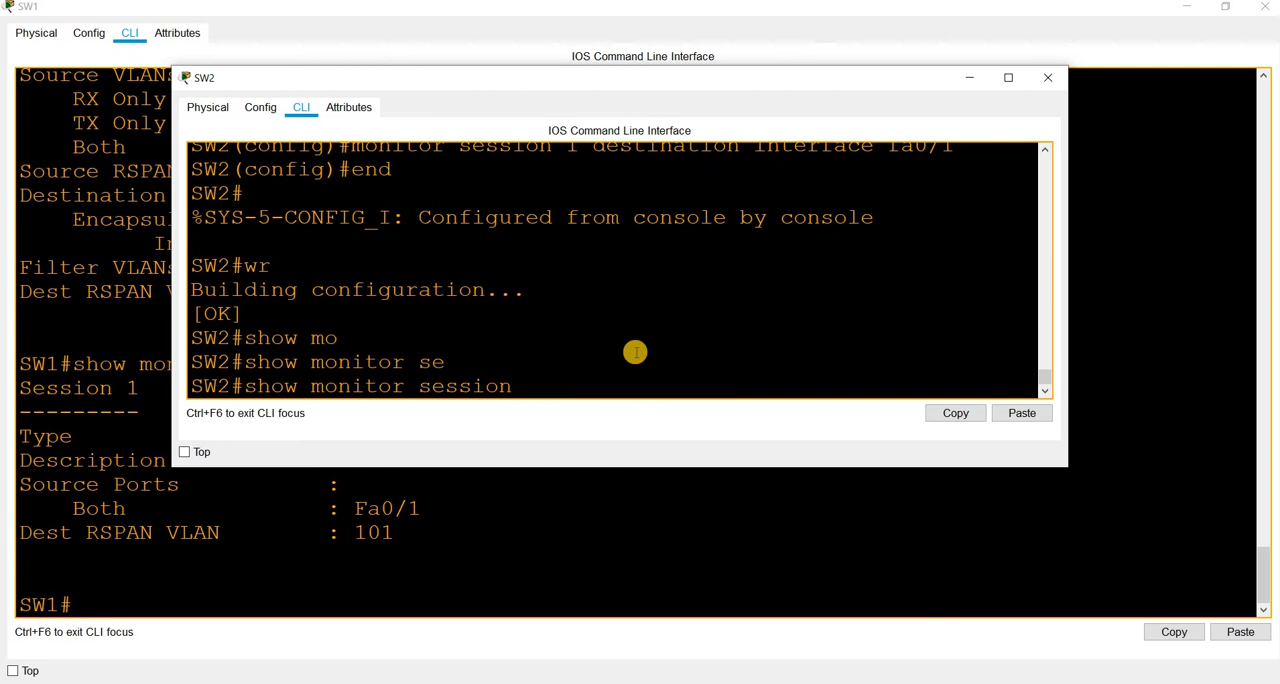 SW1
Physical Config CLI Attributes
IOS Command Line Interface
Source VLANs
RX Only
TX Only
Both
Source RSPAN
Destination
Encapsul
In
Filter VLANs
Dest RSPAN V
SW1#show mon
Session 1
---------
Type
Description
Source Ports :
Both : Fa0/1
Dest RSPAN VLAN : 101
SW1#
Ctrl+F6 to exit CLI focus
Copy Paste
Top
SW2
Physical Config CLI Attributes
IOS Command Line Interface
SW2(config)#monitor session 1 destination interface fa0/1
SW2(config)#end
SW2#
%SYS-5-CONFIG_I: Configured from console by console
SW2#wr
Building configuration...
[OK]
SW2#show mo
SW2#show monitor se
SW2#show monitor session
Ctrl+F6 to exit CLI focus
Copy Paste
Top